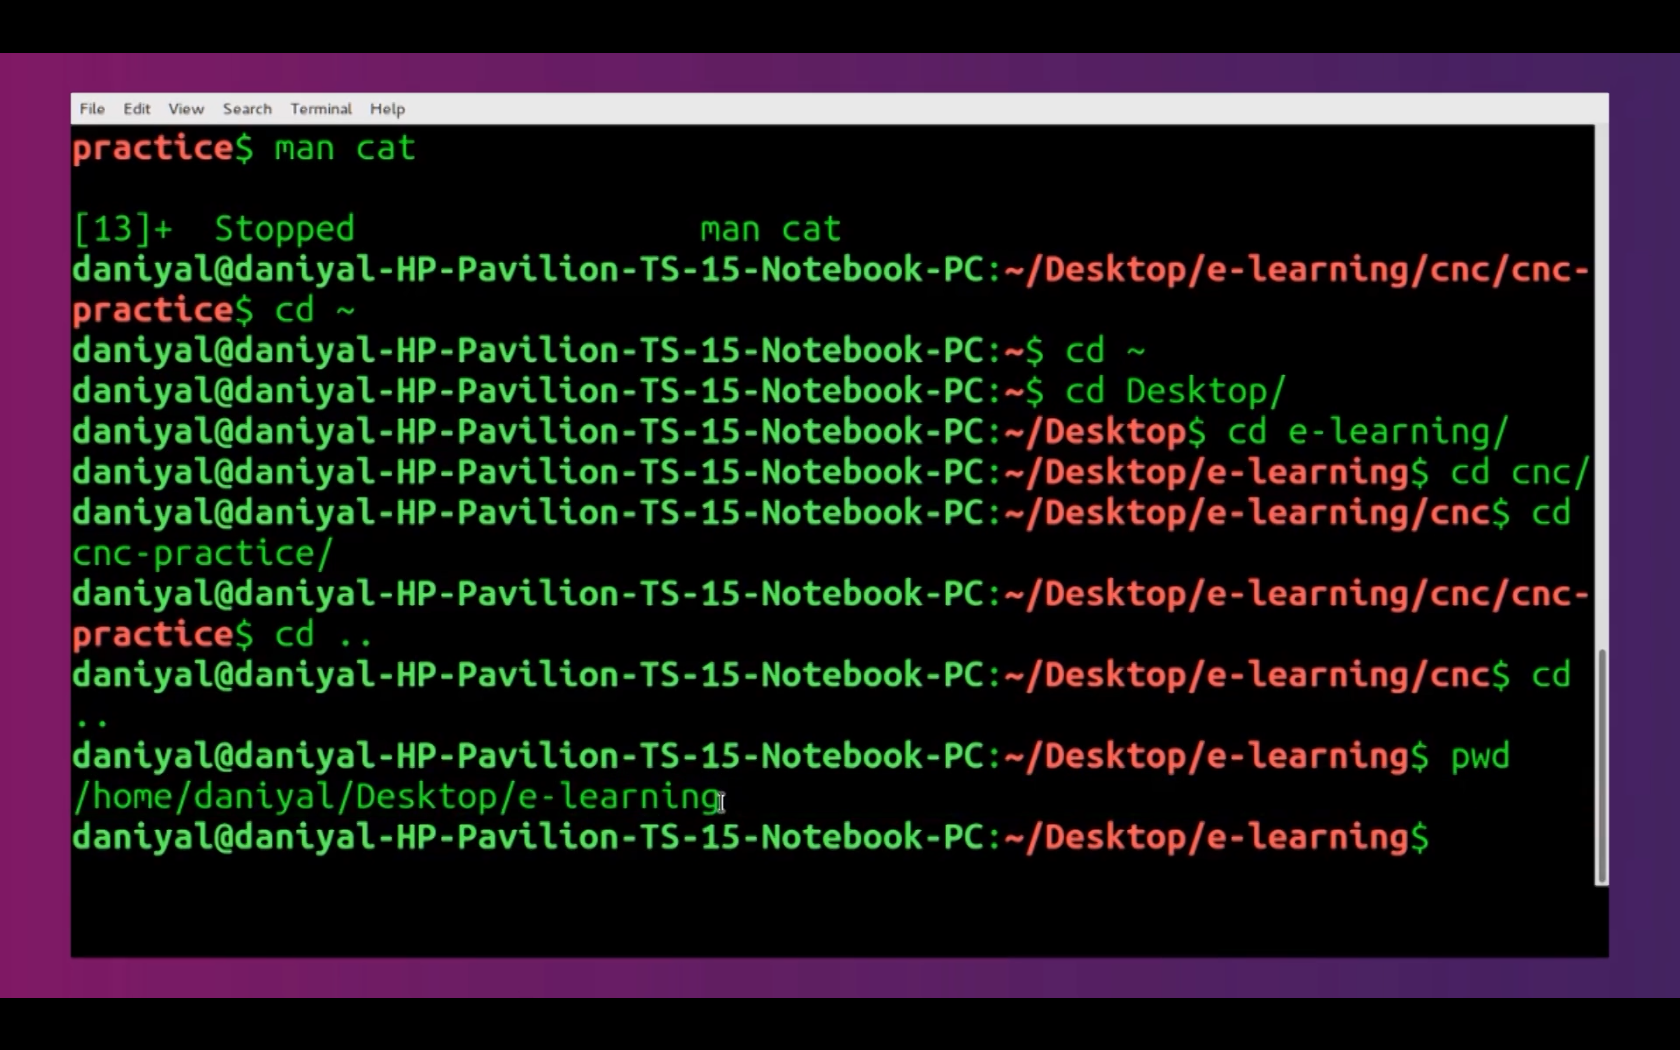 File Edit View Search Terminal Help
practice$ man cat
[13]+  Stopped                 man cat
daniyal@daniyal-HP-Pavilion-TS-15-Notebook-PC:~/Desktop/e-learning/cnc/cnc-
practice$ cd ~
daniyal@daniyal-HP-Pavilion-TS-15-Notebook-PC:~$ cd ~
daniyal@daniyal-HP-Pavilion-TS-15-Notebook-PC:~$ cd Desktop/
daniyal@daniyal-HP-Pavilion-TS-15-Notebook-PC:~/Desktop$ cd e-learning/
daniyal@daniyal-HP-Pavilion-TS-15-Notebook-PC:~/Desktop/e-learning$ cd cnc/
daniyal@daniyal-HP-Pavilion-TS-15-Notebook-PC:~/Desktop/e-learning/cnc$ cd
cnc-practice/
daniyal@daniyal-HP-Pavilion-TS-15-Notebook-PC:~/Desktop/e-learning/cnc/cnc-
practice$ cd ..
daniyal@daniyal-HP-Pavilion-TS-15-Notebook-PC:~/Desktop/e-learning/cnc$ cd
..
daniyal@daniyal-HP-Pavilion-TS-15-Notebook-PC:~/Desktop/e-learning$ pwd
/home/daniyal/Desktop/e-learning
daniyal@daniyal-HP-Pavilion-TS-15-Notebook-PC:~/Desktop/e-learning$